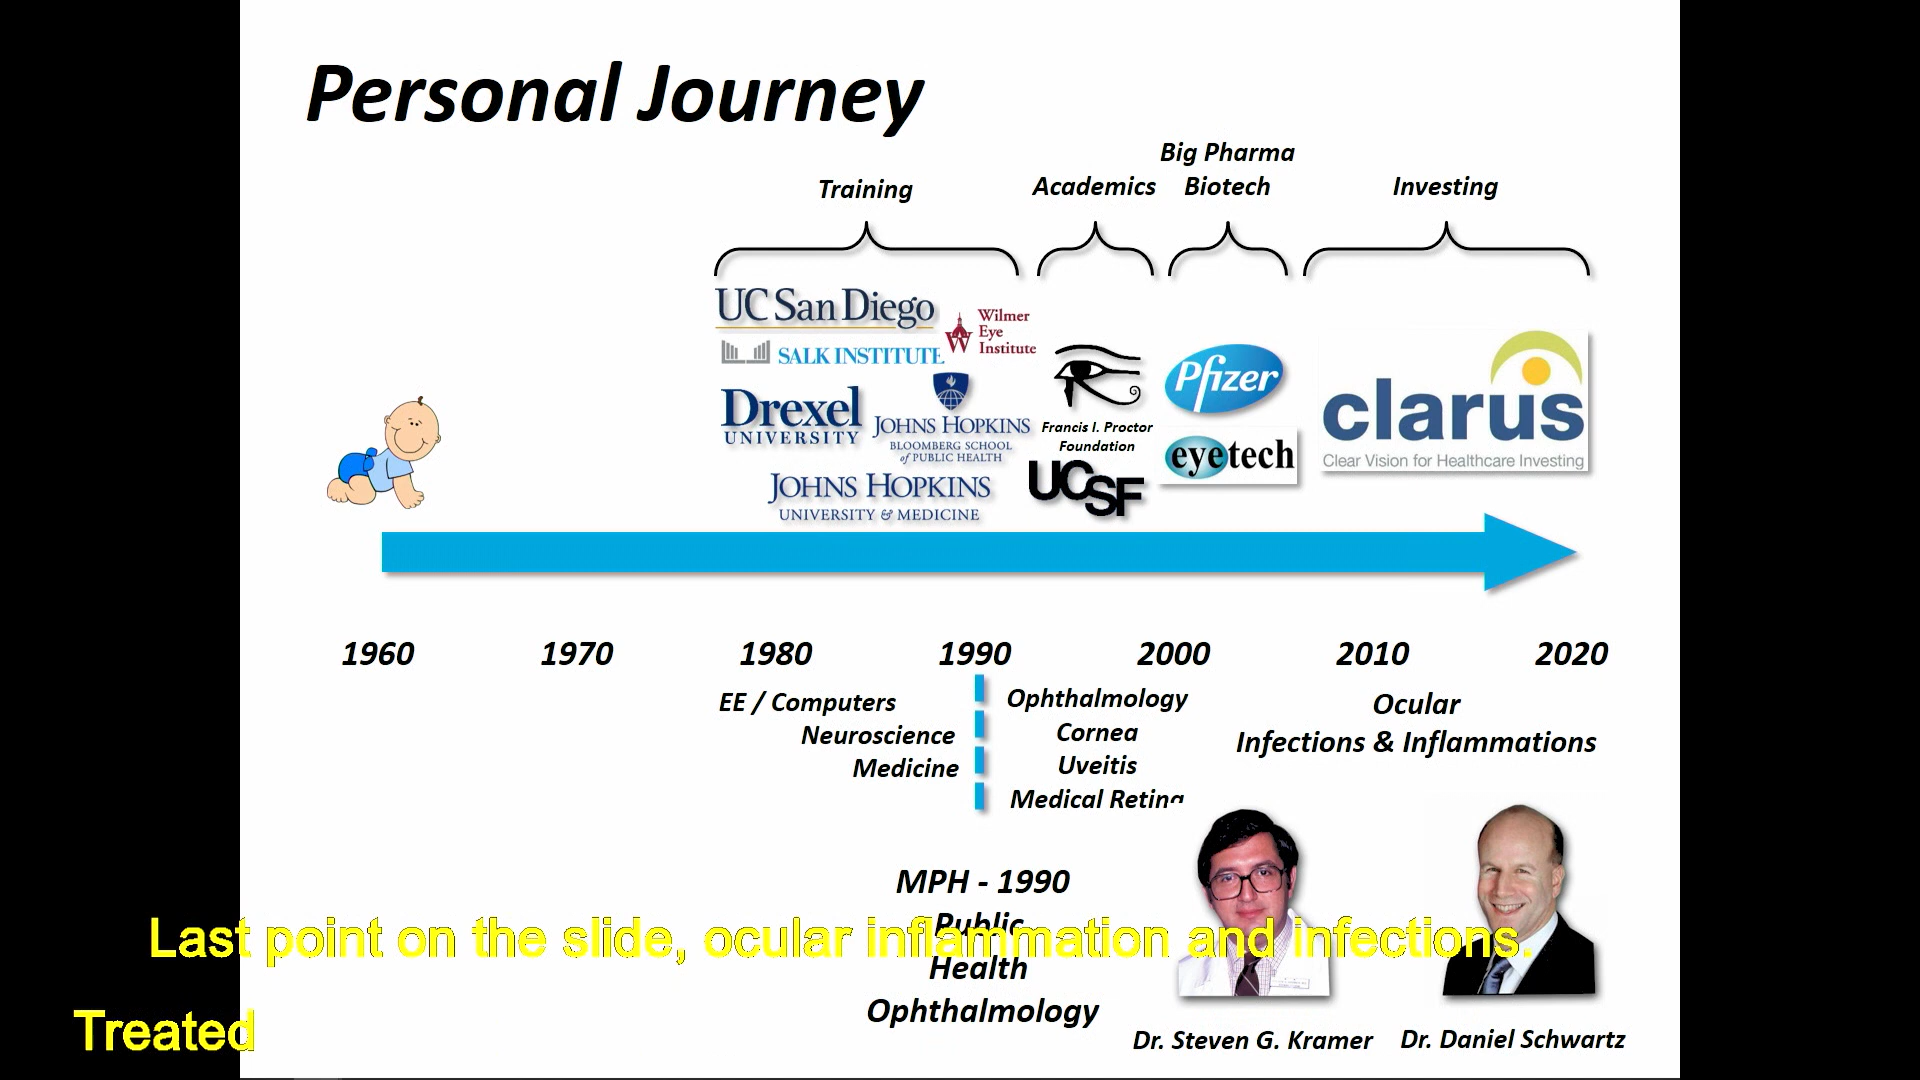 Personal Journey
Big Pharma
Training
Academics
Biotech
Investing
UC San Diego
Wilmer
Eye
Institute
SALK INSTITUTE
Drexel
UNIVERSITY
JOHNS HOPKINS
BLOOMBERG SCHOOL
of PUBLIC HEALTH
JOHNS HOPKINS
UNIVERSITY & MEDICINE
Francis I. Proctor
Foundation
UCSF
Pfizer
eyetech
clarus
Clear Vision for Healthcare Investing
1960 1970 1980 1990 2000 2010 2020
EE / Computers
Neuroscience
Medicine
Ophthalmology
Cornea
Uveitis
Medical Retina
Ocular
Infections & Inflammations
MPH - 1990
Public
Health
Ophthalmology
Dr. Steven G. Kramer
Dr. Daniel Schwartz
Last point on the slide, ocular inflammation and infections.
Treated